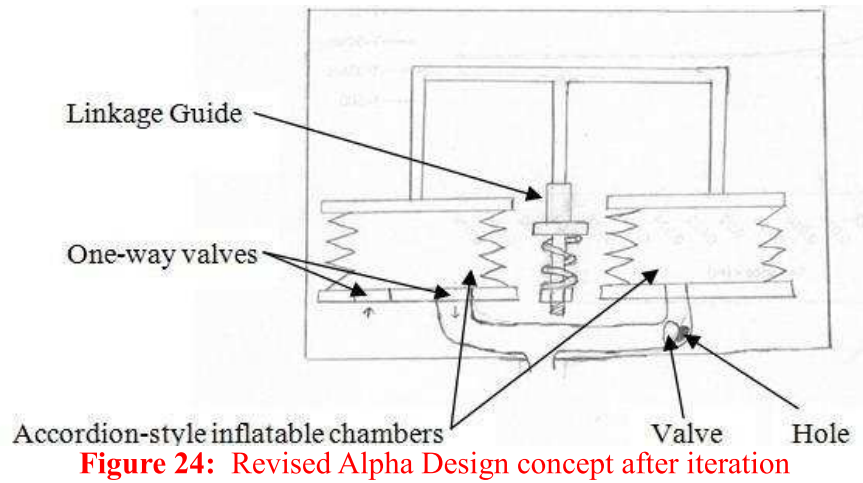 Linkage Guide
One-way valves
Accordion-style inflatable chambers
Valve
Hole
Figure 24: Revised Alpha Design concept after iteration